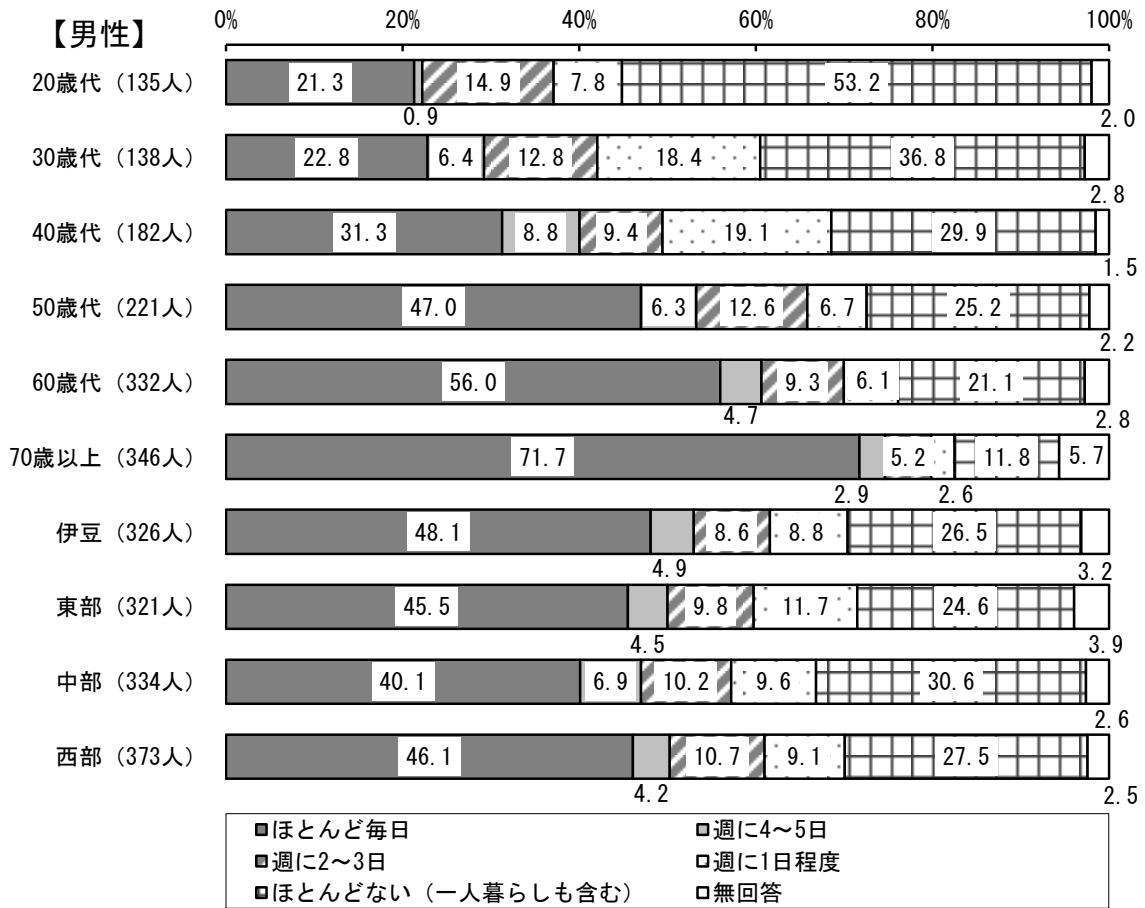 0% 20% 40% 60% 80% 100%
【男性】
20歳代（135人） 21.3 14.9 7.8 53.2
0.9 2.0
30歳代（138人） 22.8 6.4 12.8 18.4 36.8
2.8
40歳代（182人） 31.3 8.8 9.4 19.1 29.9
1.5
50歳代（221人） 47.0 6.3 12.6 6.7 25.2
2.2
60歳代（332人） 56.0 9.3 6.1 21.1
4.7 2.8
70歳以上（346人） 71.7 5.2 11.8 5.7
2.9 2.6
伊豆（326人） 48.1 8.6 8.8 26.5
4.9 3.2
東部（321人） 45.5 9.8 11.7 24.6
4.5 3.9
中部（334人） 40.1 6.9 10.2 9.6 30.6
2.6
西部（373人） 46.1 10.7 9.1 27.5
4.2 2.5
ほとんど毎日 週に4～5日
週に2～3日 週に1日程度
ほとんどない（一人暮らしも含む） 無回答